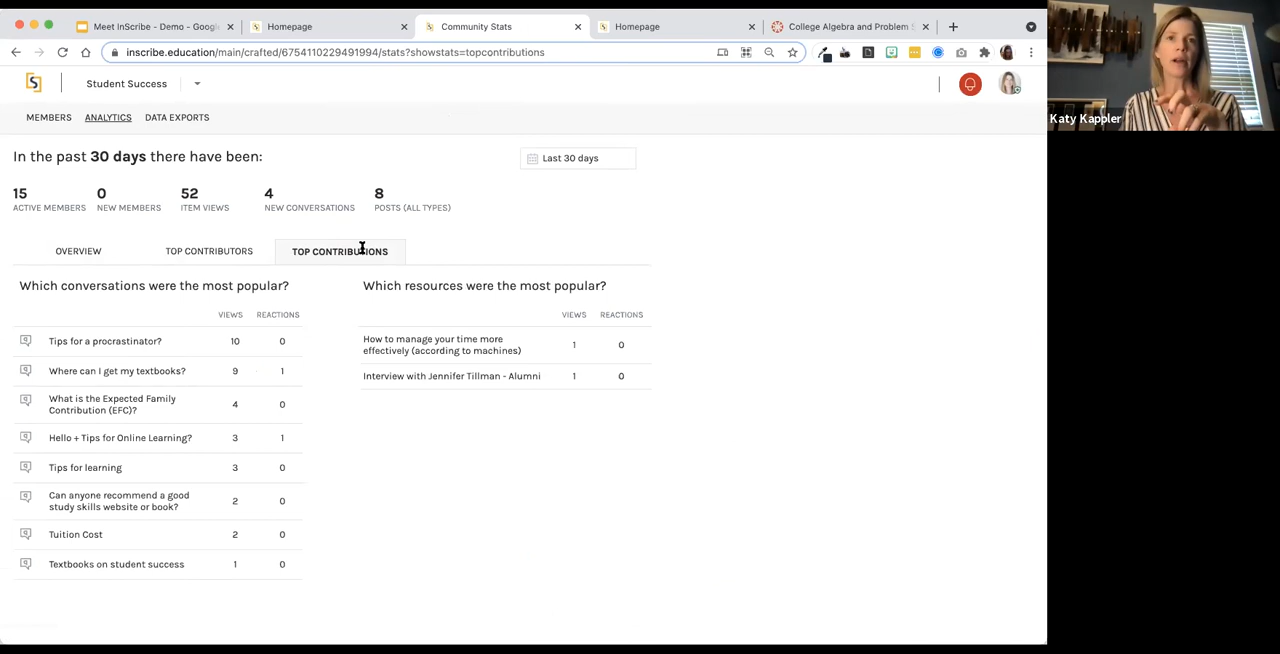 Meet InScribe - Demo - Googl
Homepage
Community Stats
Homepage
College Algebra and Problem S
inscribe.education/main/crafted/6754110229491994/stats?showstats=topcontributions
S
Student Success
Katy Kappler
MEMBERS
ANALYTICS
DATA EXPORTS
In the past 30 days there have been:
Last 30 days
15
0
52
4
8
ACTIVE MEMBERS
NEW MEMBERS
ITEM VIEWS
NEW CONVERSATIONS
POSTS (ALL TYPES)
OVERVIEW
TOP CONTRIBUTORS
TOP CONTRIBUTIONS
Which conversations were the most popular?
VIEWS REACTIONS
Tips for a procrastinator? 10 0
Where can I get my textbooks? 9 1
What is the Expected Family
Contribution (EFC)? 4 0
Hello + Tips for Online Learning? 3 1
Tips for learning 3 0
Can anyone recommend a good
study skills website or book? 2 0
Tuition Cost 2 0
Textbooks on student success 1 0
Which resources were the most popular?
VIEWS REACTIONS
How to manage your time more
effectively (according to machines) 1 0
Interview with Jennifer Tillman - Alumni 1 0